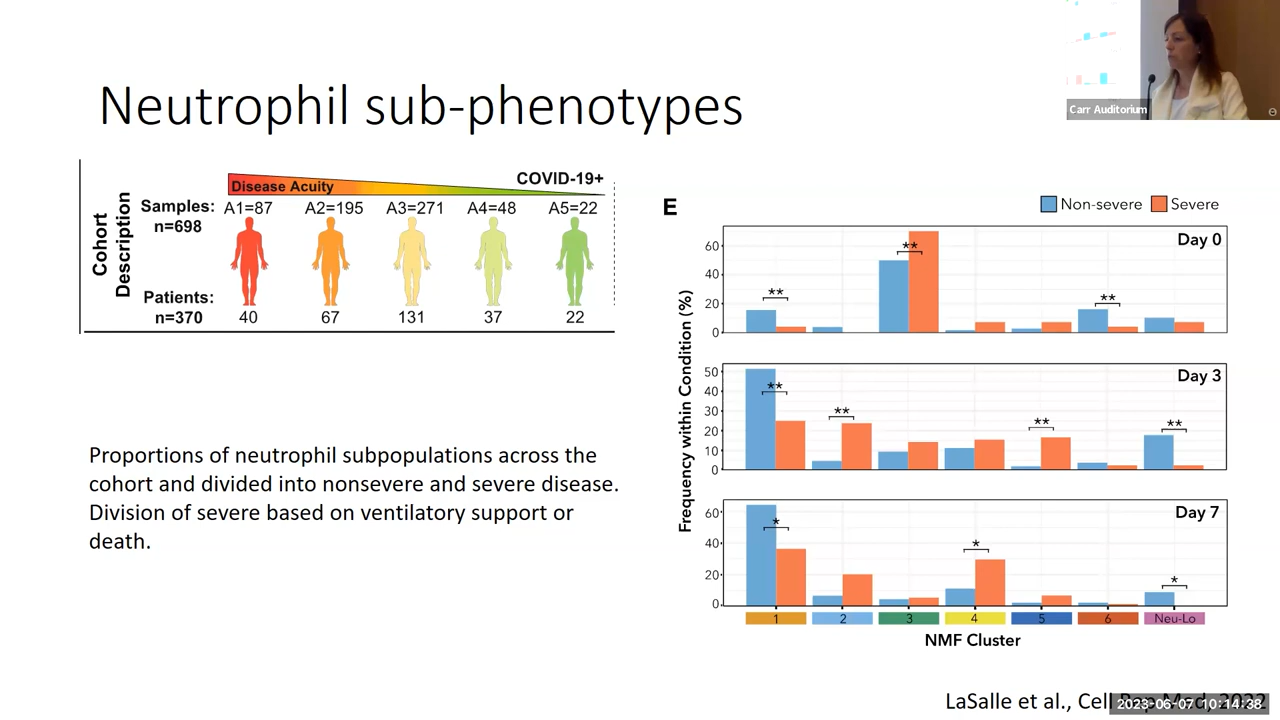 Carr Auditorium
Neutrophil sub-phenotypes
Cohort
Description
Disease Acuity
COVID-19+
Samples:
n=698
A1=87 A2=195 A3=271 A4=48 A5=22
Patients:
n=370
40 67 131 37 22
Proportions of neutrophil subpopulations across the
cohort and divided into nonsevere and severe disease.
Division of severe based on ventilatory support or
death.
E
Non-severe Severe
Frequency within Condition (%)
Day 0
60
40
20
0
** ** **
Day 3
50
40
30
20
10
0
** ** ** **
Day 7
60
40
20
0
* * *
1 2 3 4 5 6 Neu-Lo
NMF Cluster
LaSalle et al., Cell Rep Med, 2022
2023-06-07 10:14:38